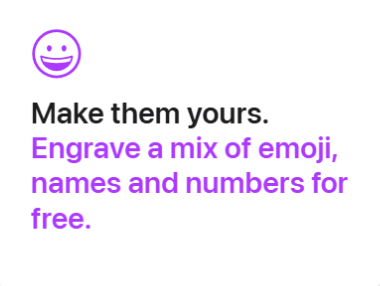 Make them yours.
Engrave a mix of emoji,
names and numbers for
free.